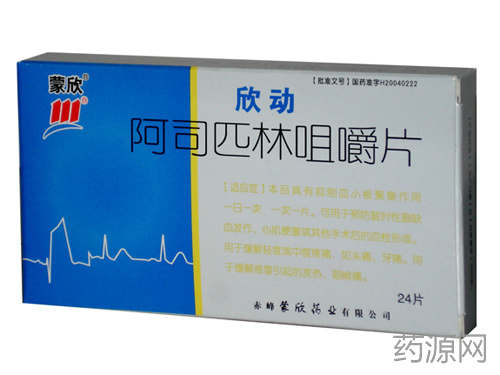 蒙欣®
【批准文号】国药准字H20040222
欣动
阿司匹林咀嚼片
【适应症】本品具有抑制血小板聚集作用
一日一次 一次一片。可用于预防暂时性脑缺
血发作、心肌梗塞或其他手术后的血栓形成。
用于缓解轻度或中度疼痛，如头痛、牙痛。用
于缓解感冒引起的发热、咽喉痛。
24片
赤峰蒙欣药业有限公司
药源网